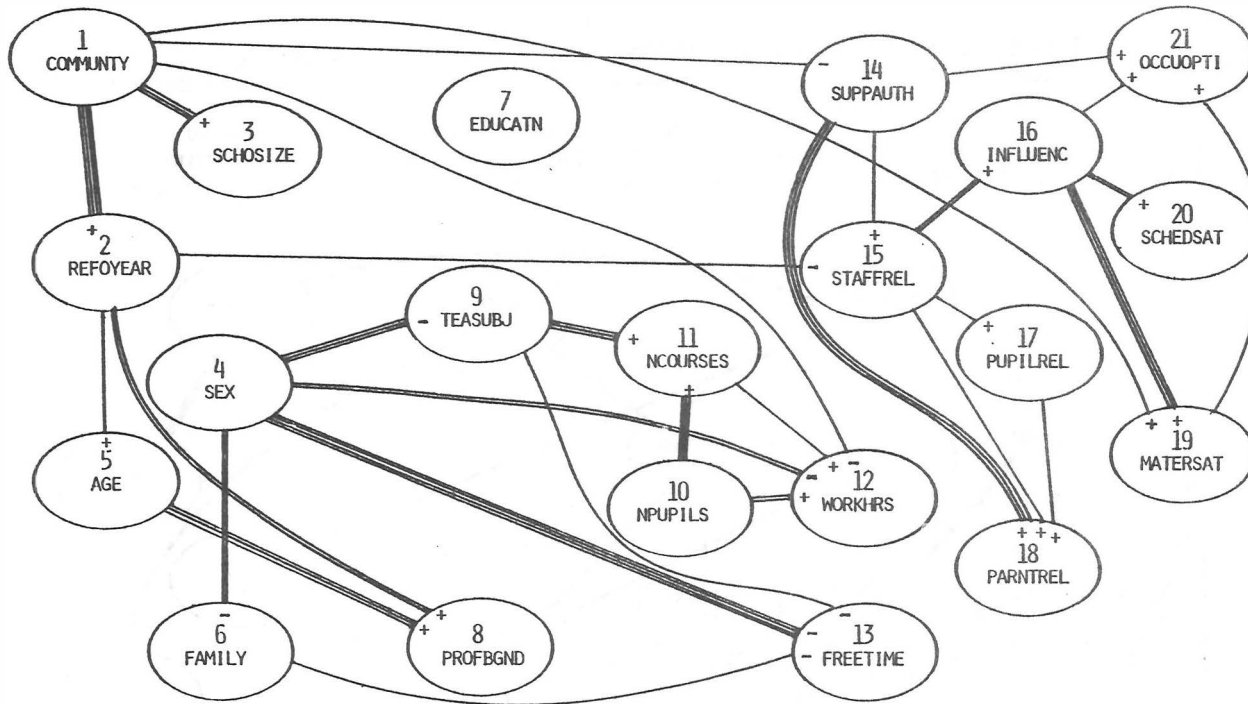 1
COMMUNTY
2
REFOYEAR
+
3
SCHOSIZE
+
4
SEX
5
AGE
+
6
FAMILY
-
7
EDUCATN
8
PROFBGND
+
+
9
TEASUBJ
-
10
NPUPILS
11
NCOURSES
+
+
12
WORKHRS
-
+
-
+
13
FREETIME
-
-
-
14
SUPPAUTH
-
15
STAFFREL
+
-
16
INFLUENC
+
17
PUPILREL
+
18
PARNTREL
+
+
+
19
MATERSAT
+
+
20
SCHEDSAT
+
21
OCCUOPTI
+
+
+